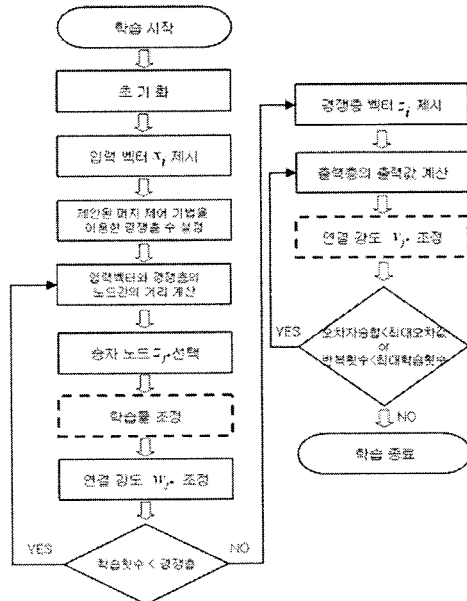 학습 시작
초 기 화
입력 벡터 x_i 제시
제안된 퍼지 제어 기법을
이용한 경쟁층 수 설정
입력벡터와 경쟁층의
노드간의 거리 계산
승자 노드 z_j* 선택
학습률 조정
연결 강도 w_j* 조정
학습횟수 < 경쟁층
YES
NO
경쟁층 벡터 z_i 제시
출력층의 출력값 계산
연결 강도 v_j* 조정
오차자승합<최대오차값
or
반복횟수<최대학습횟수
YES
NO
학습 종료